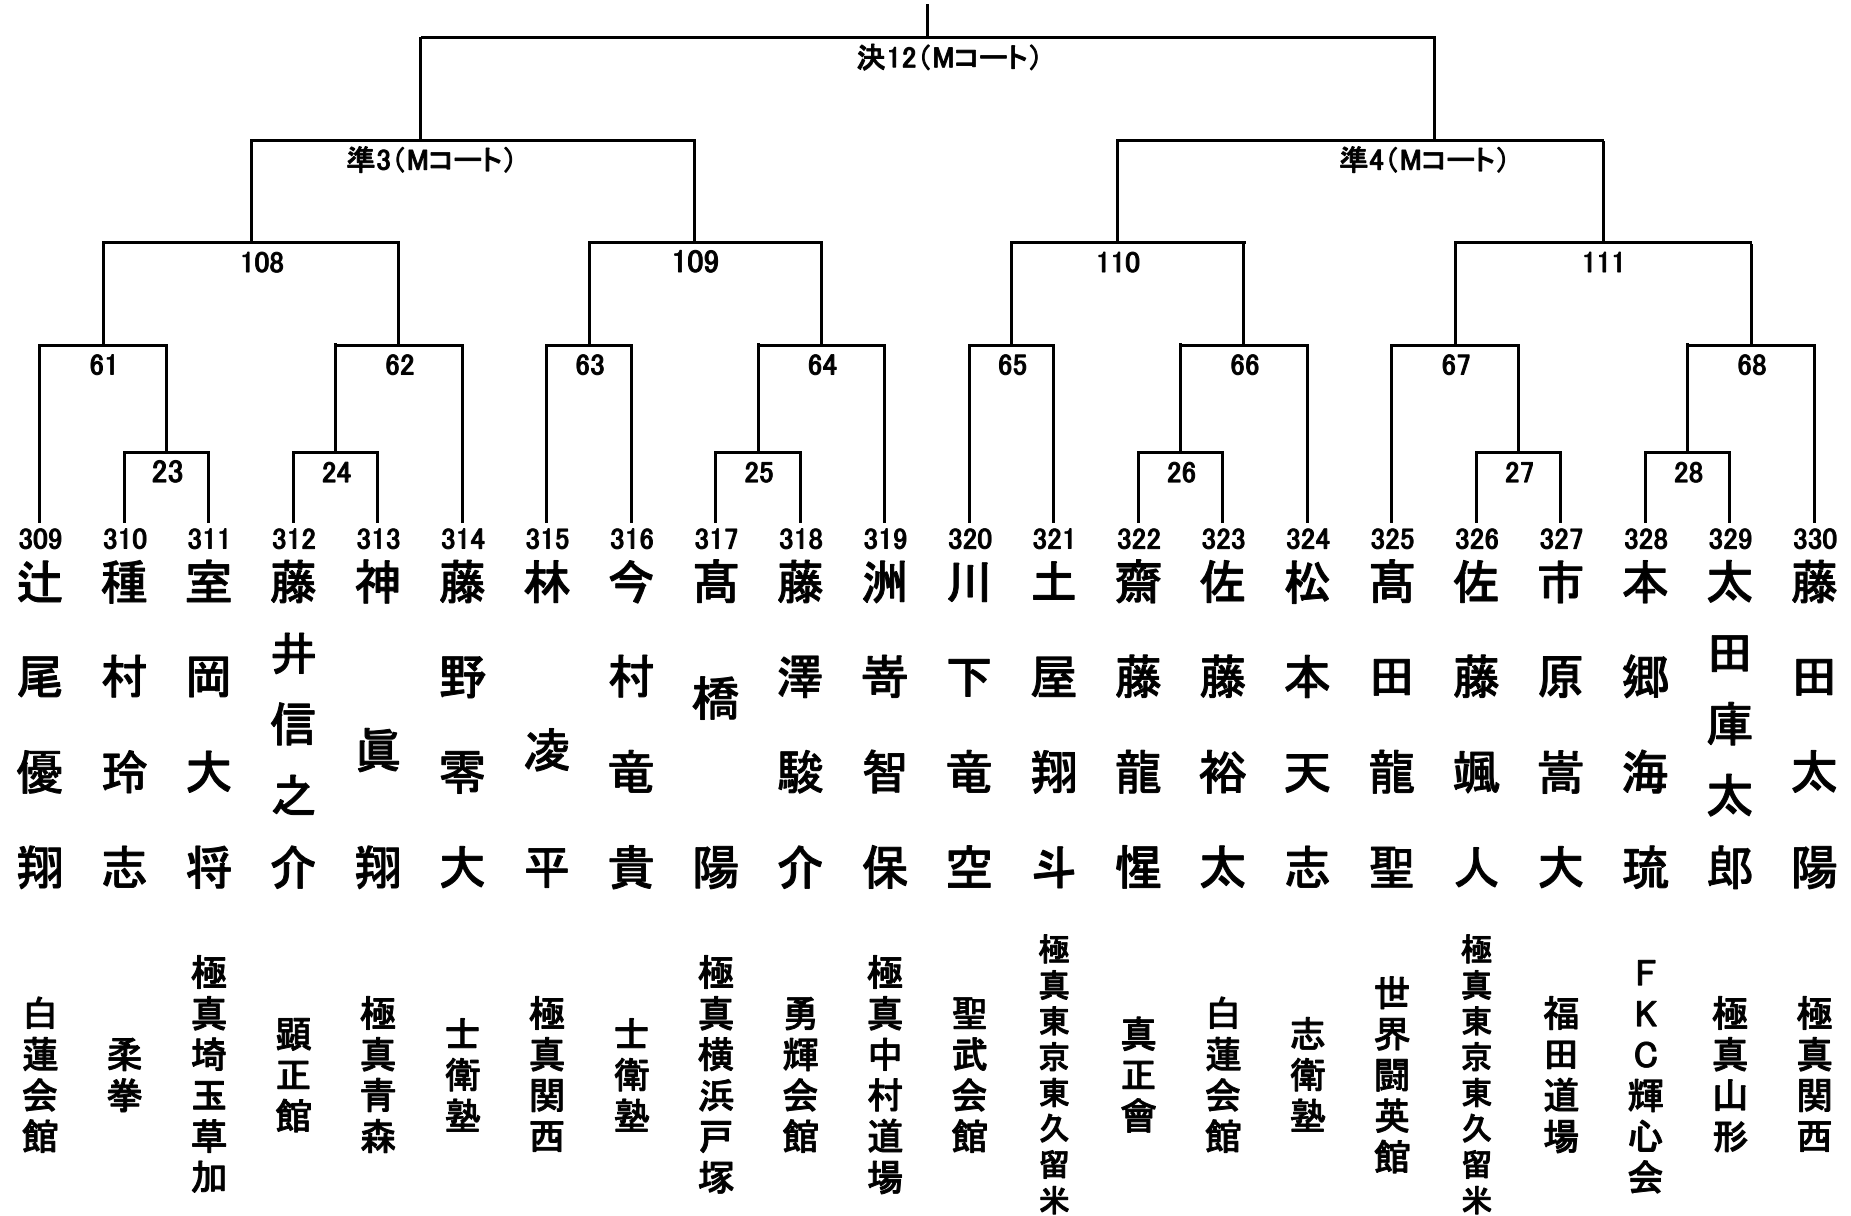 決12(Mコート)
準3(Mコート)
準4(Mコート)
108
109
110
111
61
62
63
64
65
66
67
68
23
24
25
26
27
28
309
辻尾優翔
白蓮会館
310
種村玲志
柔拳
311
室岡大将
極真埼玉草加
312
藤井信之介
顕正館
313
神眞翔
極真青森
314
藤野零大
士衛塾
315
林凌平
極真関西
316
今村竜貴
士衛塾
317
髙橋陽
極真横浜戸塚
318
藤澤駿介
勇輝会館
319
洲嵜智保
極真中村道場
320
川下竜空
聖武会館
321
土屋翔斗
極真東京東久留米
322
齋藤龍惺
真正會
323
佐藤裕太
白蓮会館
324
松本天志
志衛塾
325
髙田龍聖
世界闘英館
326
佐藤颯人
極真東京東久留米
327
市原嵩大
福田道場
328
本郷海琉
FKC輝心会
329
太田庫太郎
極真山形
330
藤田太陽
極真関西